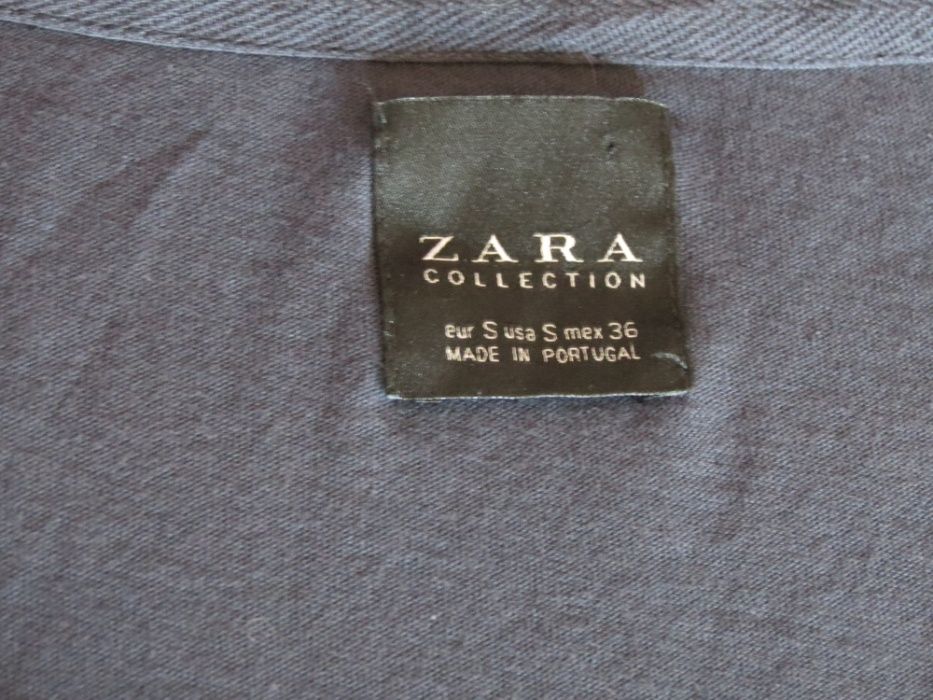 ZARA
COLLECTION
eur S usa S mex 36
MADE IN PORTUGAL